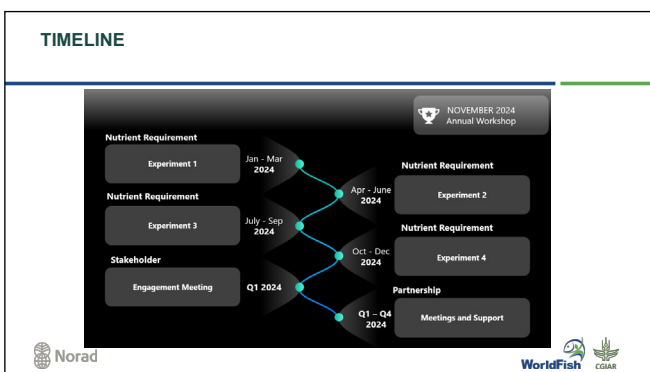 TIMELINE
NOVEMBER 2024
Annual Workshop
Nutrient Requirement
Experiment 1
Jan - Mar
2024
Nutrient Requirement
Experiment 2
Apr - June
2024
Nutrient Requirement
Experiment 3
July - Sep
2024
Nutrient Requirement
Experiment 4
Oct - Dec
2024
Stakeholder
Engagement Meeting
Q1 2024
Partnership
Meetings and Support
Q1 – Q4
2024
Norad
WorldFish
CGIAR